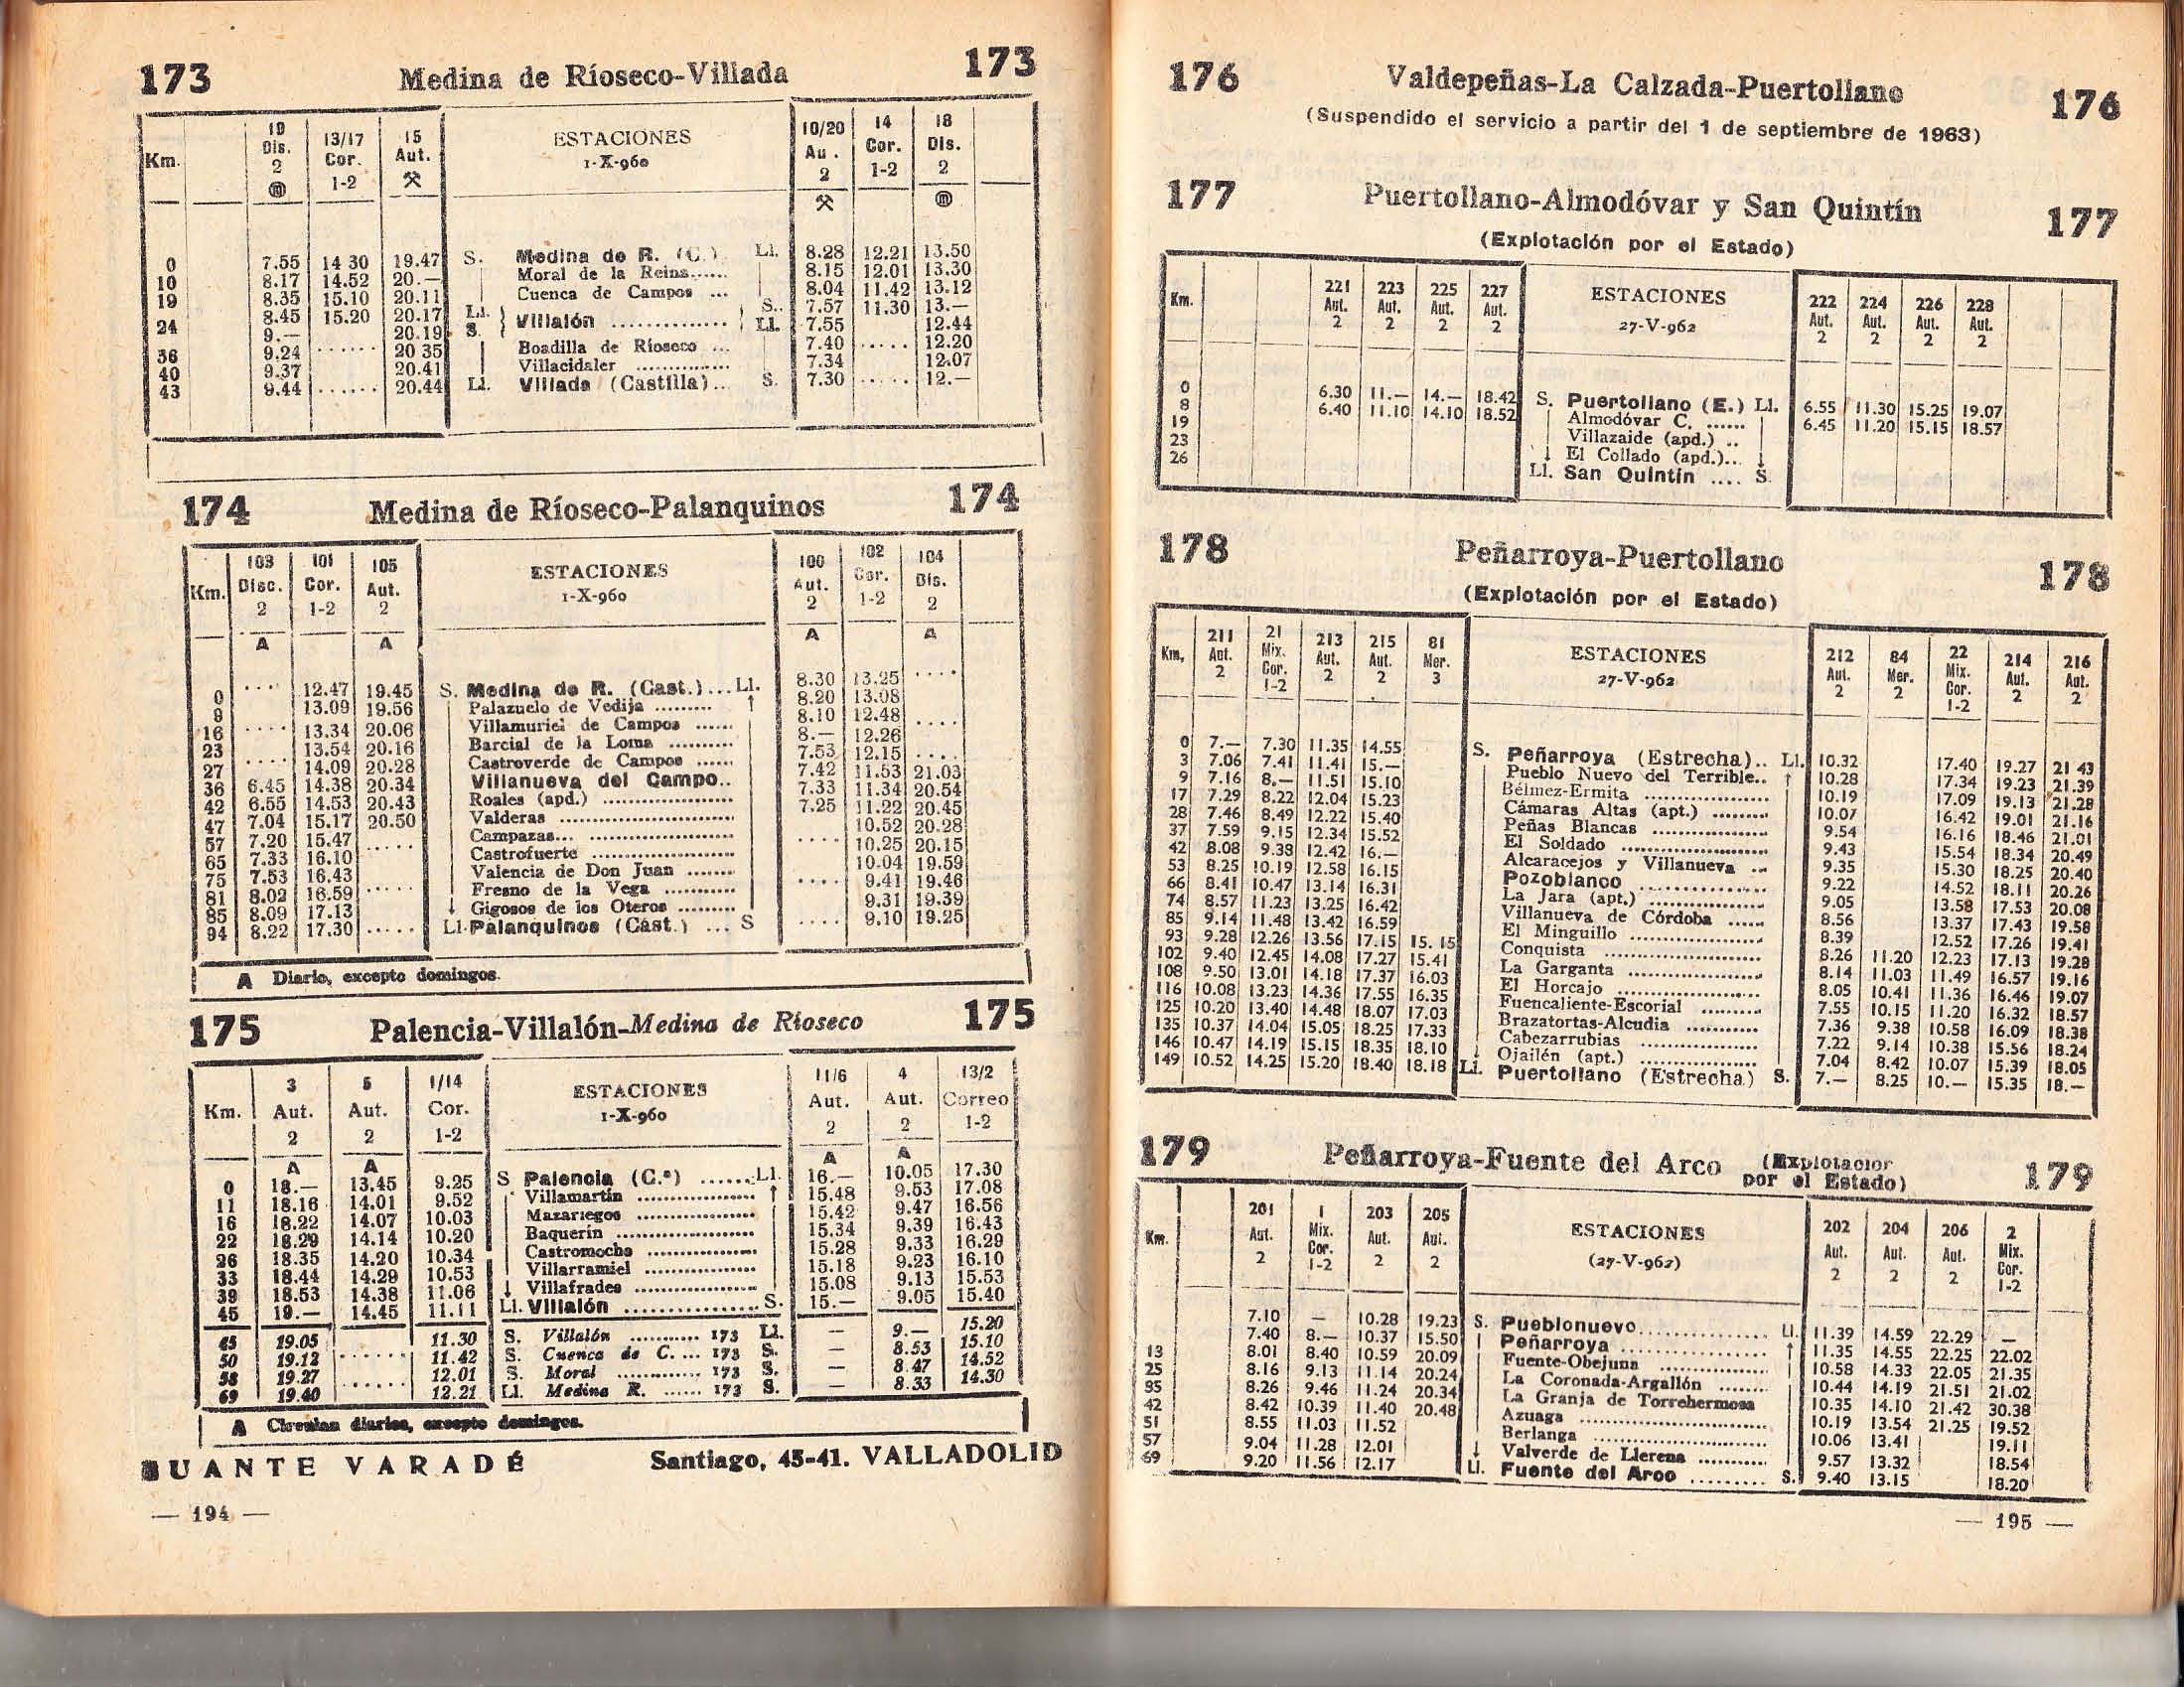 173 Medina de Ríoseco-Villada 173
Km. 19 Dis. 2 13/17 Cor. 1-2 15 Aut. ESTACIONES 1-X-960 10/20 Au. 2 14 Cor. 1-2 18 Dis. 2
0 7.55 14 30 19.47 S. Medina de R. (C.) Ll. 8.28 12.21 13.50
10 8.17 14.52 20.— Moral de la Reina...... 8.15 12.01 13.30
19 8.35 15.10 20.11 Cuenca de Campos ... 8.04 11.42 13.12
24 8.45 15.20 20.17 Ll. Villalón .............. S.. 7.57 11.30 13.—
9.— 20.19 S. Ll. 7.55 12.44
36 9.24 ...... 20 35 Boadilla de Ríoseco ... 7.40 ..... 12.20
40 9.37 20.41 Villacidaler ............... 7.34 12.07
43 9.44 ...... 20.44 Ll. Villada (Castilla)... S. 7.30 ..... 12.—
174 Medina de Ríoseco-Palanquinos 174
Km. 103 Disc. 2 A 101 Cor. 1-2 105 Aut. 2 A ESTACIONES 1-X-960 100 Aut. 2 A 102 Cor. 1-2 104 Dis. 2 A
0 .... 12.47 19.45 S. Medina de R. (Cast.)... Ll. 8.30 13.25 ....
9 13.09 19.56 Palazuelo de Vedija ......... 8.20 13.08
16 .... 13.34 20.06 Villamuriel de Campos ...... 8.10 12.48 ....
23 13.54 20.16 Barcial de la Loma .......... 8.— 12.26
27 .... 14.09 20.28 Castroverde de Campos ...... 7.53 12.15 ....
36 6.45 14.38 20.34 Villanueva del Campo.. 7.42 11.53 21.03
42 6.55 14.53 20.43 Roales (apd.) .................... 7.33 11.34 20.54
47 7.04 15.17 20.50 Valderas ........................... 7.25 11.22 20.45
57 7.20 15.47 ..... Campazas... ...................... 10.52 20.28
65 7.33 16.10 Castrofuerte ...................... .... 10.25 20.15
75 7.53 16.43 Valencia de Don Juan ....... 10.04 19.59
81 8.02 16.59 ..... Fresno de la Vega ........... .... 9.41 19.46
85 8.09 17.13 Gigosos de los Oteros ......... 9.31 19.39
94 8.22 17.30 ..... Ll. Palanquinos (Cast.) ... S .... 9.10 19.25
A Diario, excepto domingos.
175 Palencia-Villalón-Medina de Ríoseco 175
Km. 3 Aut. 2 A 5 Aut. 2 A 1/14 Cor. 1-2 ESTACIONES 1-X-960 11/6 Aut. 2 A 4 Aut. 2 A 13/2 Correo 1-2
0 18.— 13.45 9.25 S Palencia (C.ª) ....... Ll. 16.— 10.05 17.30
11 18.16 14.01 9.52 Villamartín .................. 15.48 9.53 17.08
16 18.22 14.07 10.03 Mazariegos .................. 15.42 9.47 16.56
22 18.29 14.14 10.20 Baquerín ..................... 15.34 9.39 16.43
26 18.35 14.20 10.34 Castromocho ................. 15.28 9.33 16.29
33 18.44 14.29 10.53 Villarramiel .................. 15.18 9.23 16.10
39 18.53 14.38 11.06 Villafrades .................. 15.08 9.13 15.53
45 19.— 14.45 11.11 Ll. Villalón .................. S. 15.— 9.05 15.40
45 19.05 11.30 S. Villalón ........... 173 Ll. — 9.— 15.20
50 19.12 ...... 11.42 S. Cuenca de C. ... 173 S. — 8.53 15.10
58 19.27 12.01 S. Moral ............. 173 S. — 8.47 14.52
69 19.40 ...... 12.21 Ll. Medina R. ...... 173 S. — 8.33 14.30
A Circulan diarios, excepto domingos.
VARADÉ Santiago, 45-41. VALLADOLID
— 194 —
176 Valdepeñas-La Calzada-Puertollano 176
(Suspendido el servicio a partir del 1 de septiembre de 1963)
177 Puertollano-Almodóvar y San Quintín 177
(Explotación por el Estado)
Km. 221 Aut. 2 223 Aut. 2 225 Aut. 2 227 Aut. 2 ESTACIONES 27-V-962 222 Aut. 2 224 Aut. 2 226 Aut. 2 228 Aut. 2
0 6.30 11.— 14.— 18.42 S. Puertollano (E.) Ll. 6.55 11.30 15.25 19.07
8 6.40 11.10 14.10 18.52 Almodóvar C. ...... 6.45 11.20 15.15 18.57
19 Villazaide (apd.) ..
23 El Collado (apd.)...
26 Ll. San Quintín .... S.
178 Peñarroya-Puertollano 178
(Explotación por el Estado)
Km. 211 Aut. 2 21 Mix. Cor. 1-2 213 Aut. 2 215 Aut. 2 81 Mer. 3 ESTACIONES 27-V-962 212 Aut. 2 84 Mer. 2 22 Mix. Cor. 1-2 214 Aut. 2 216 Aut. 2
0 7.— 7.30 11.35 14.55 S. Peñarroya (Estrecha).. Ll. 10.32 17.40 19.27 21 43
3 7.06 7.41 11.41 15.— Pueblo Nuevo del Terrible.. 10.28 17.34 19.23 21.39
9 7.16 8.— 11.51 15.10 Bélmez-Ermita .................. 10.19 17.09 19.13 21.28
17 7.29 8.22 12.04 15.23 Cámaras Altas (apt.) ......... 10.07 16.42 19.01 21.16
28 7.46 8.49 12.22 15.40 Peñas Blancas .................. 9.54 16.16 18.46 21.01
37 7.59 9.15 12.34 15.52 El Soldado ....................... 9.43 15.54 18.34 20.49
42 8.08 9.38 12.42 16.— Alcaracejos y Villanueva ... 9.35 15.30 18.25 20.40
53 8.25 10.19 12.58 16.15 Pozoblanco .................. 9.22 14.52 18.11 20.26
66 8.41 10.47 13.14 16.31 La Jara (apt.) ................... 9.05 13.58 17.53 20.08
74 8.57 11.23 13.25 16.42 Villanueva de Córdoba ...... 8.56 13.37 17.43 19.58
85 9.14 11.48 13.42 16.59 El Minguillo ..................... 8.39 12.52 17.26 19.41
93 9.28 12.26 13.56 17.15 15.15 Conquista ......................... 8.26 11.20 12.23 17.13 19.28
102 9.40 12.45 14.08 17.27 15.41 La Garganta ..................... 8.14 11.03 11.49 16.57 19.16
108 9.50 13.01 14.18 17.37 16.03 El Horcajo ....................... 8.05 10.41 11.36 16.46 19.07
116 10.08 13.23 14.36 17.55 16.35 Fuencaliente-Escorial ......... 7.55 10.15 11.20 16.32 18.57
125 10.20 13.40 14.48 18.07 17.03 Brazatortas-Alcudia ........... 7.36 9.38 10.58 16.09 18.38
135 10.37 14.04 15.05 18.25 17.33 Cabezarrubias .................. 7.22 9.14 10.38 15.56 18.24
146 10.47 14.19 15.15 18.35 18.10 Ojailén (apt.) .................. 7.04 8.42 10.07 15.39 18.05
149 10.52 14.25 15.20 18.40 18.18 Ll. Puertollano (Estrecha) S. 7.— 8.25 10.— 15.35 18.—
179 Peñarroya-Fuente del Arco (Explotación por el Estado) 179
Km. 201 Aut. 2 1 Mix. Cor. 1-2 203 Aut. 2 205 Aut. 2 ESTACIONES (27-V-962) 202 Aut. 2 204 Aut. 2 206 Aut. 2 2 Mix. Cor. 1-2
7.10 — 10.28 19.23 S. Pueblonuevo.............. Ll. 11.39 14.59 22.29 —
7.40 8.— 10.37 15.50 Peñarroya .................. 11.35 14.55 22.25 22.02
13 8.01 8.40 10.59 20.09 Fuente-Obejuna ............... 10.58 14.33 22.05 21.35
25 8.16 9.13 11.14 20.24 La Coronada-Argallón ........ 10.44 14.19 21.51 21.02
35 8.26 9.46 11.24 20.34 La Granja de Torrehermosa 10.35 14.10 21.42 30.38
42 8.42 10.39 11.40 20.48 Azuaga ........................... 10.19 13.54 21.25 19.52
51 8.55 11.03 11.52 Berlanga ......................... 10.06 13.41 19.11
57 9.04 11.28 12.01 Valverde de Llerena ........... 9.57 13.32 18.54
69 9.20 11.56 12.17 Ll. Fuente del Arco ......... S. 9.40 13.15 18.20
— 195 —